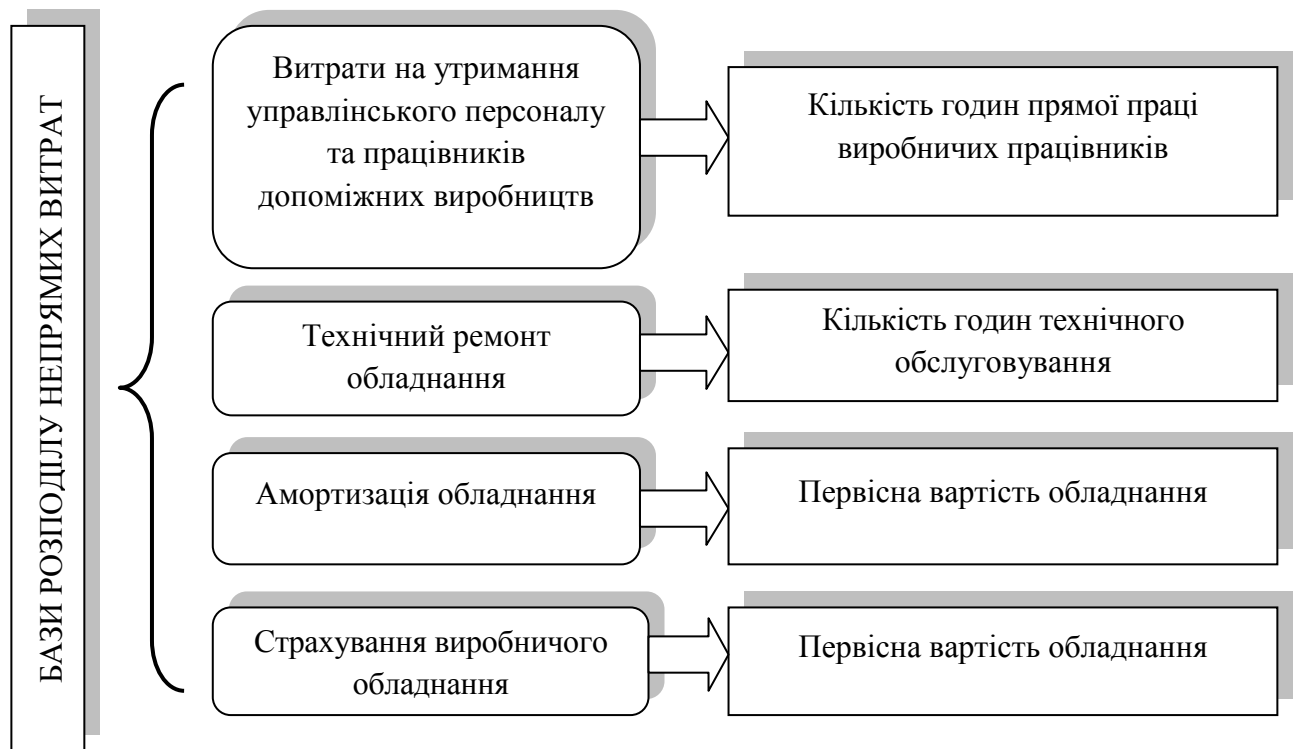 БАЗИ РОЗПОДІЛУ НЕПРЯМИХ ВИТРАТ
Витрати на утримання
управлінського персоналу
та працівників
допоміжних виробництв
Кількість годин прямої праці
виробничих працівників
Технічний ремонт
обладнання
Кількість годин технічного
обслуговування
Амортизація обладнання
Первісна вартість обладнання
Страхування виробничого
обладнання
Первісна вартість обладнання